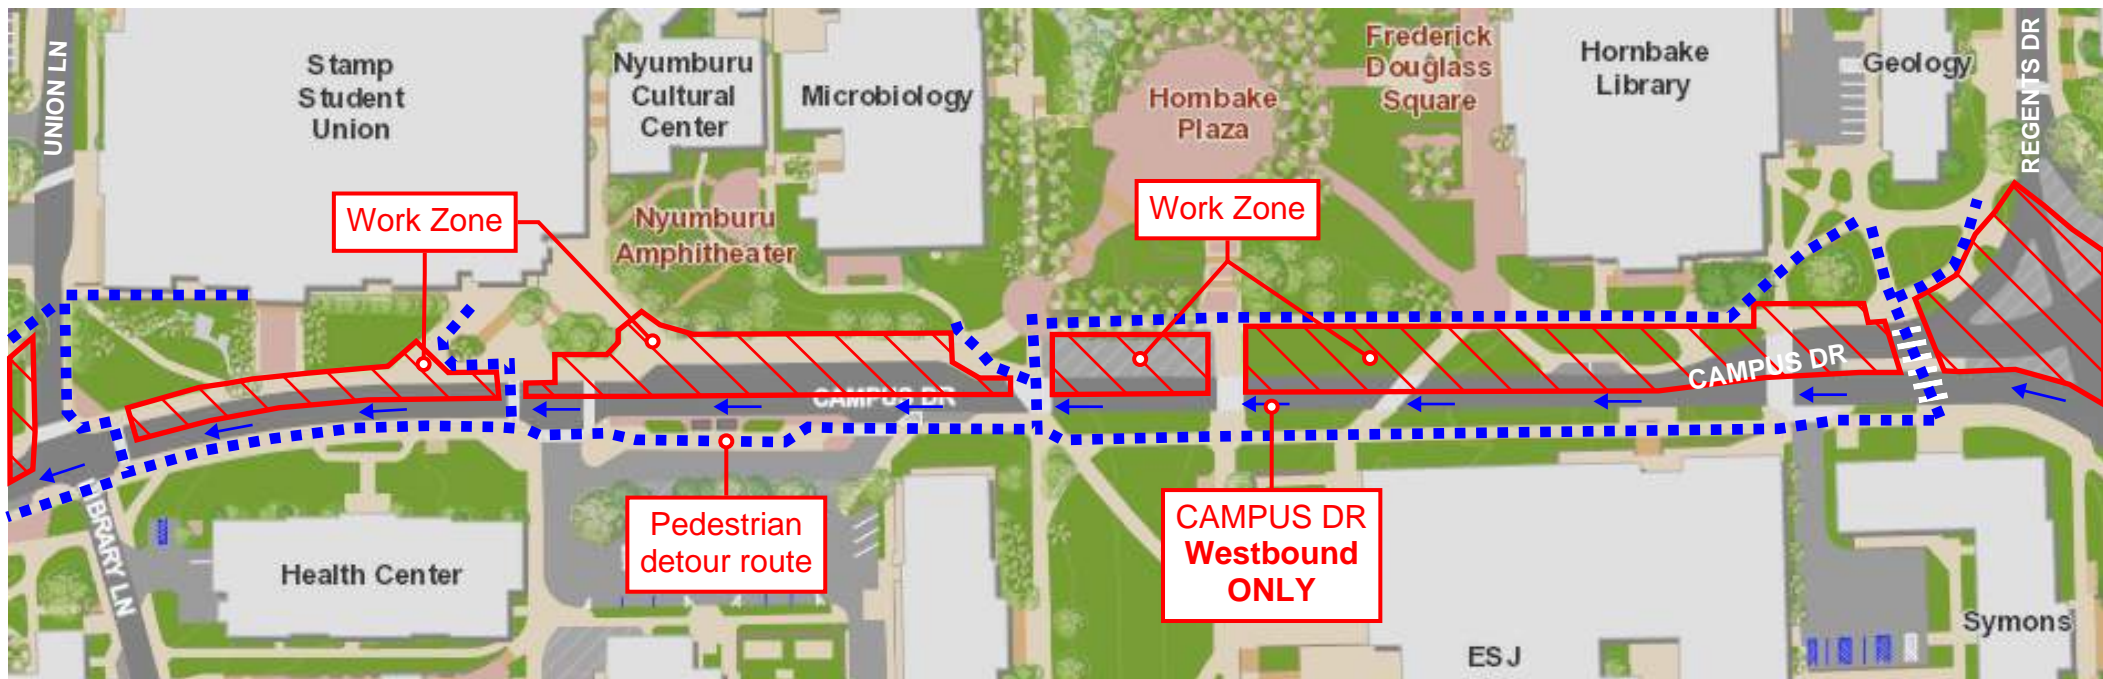 UNION LN
Stamp
Student
Union
Nyumburu
Cultural
Center
Microbiology
Hornbake
Plaza
Frederick
Douglass
Square
Hornbake
Library
Geology
REGENTS DR
Work Zone
Nyumburu
Amphitheater
Work Zone
CAMPUS DR
CAMPUS DR
Pedestrian
detour route
CAMPUS DR
Westbound
ONLY
BRARY LN
Health Center
ESJ
Symons